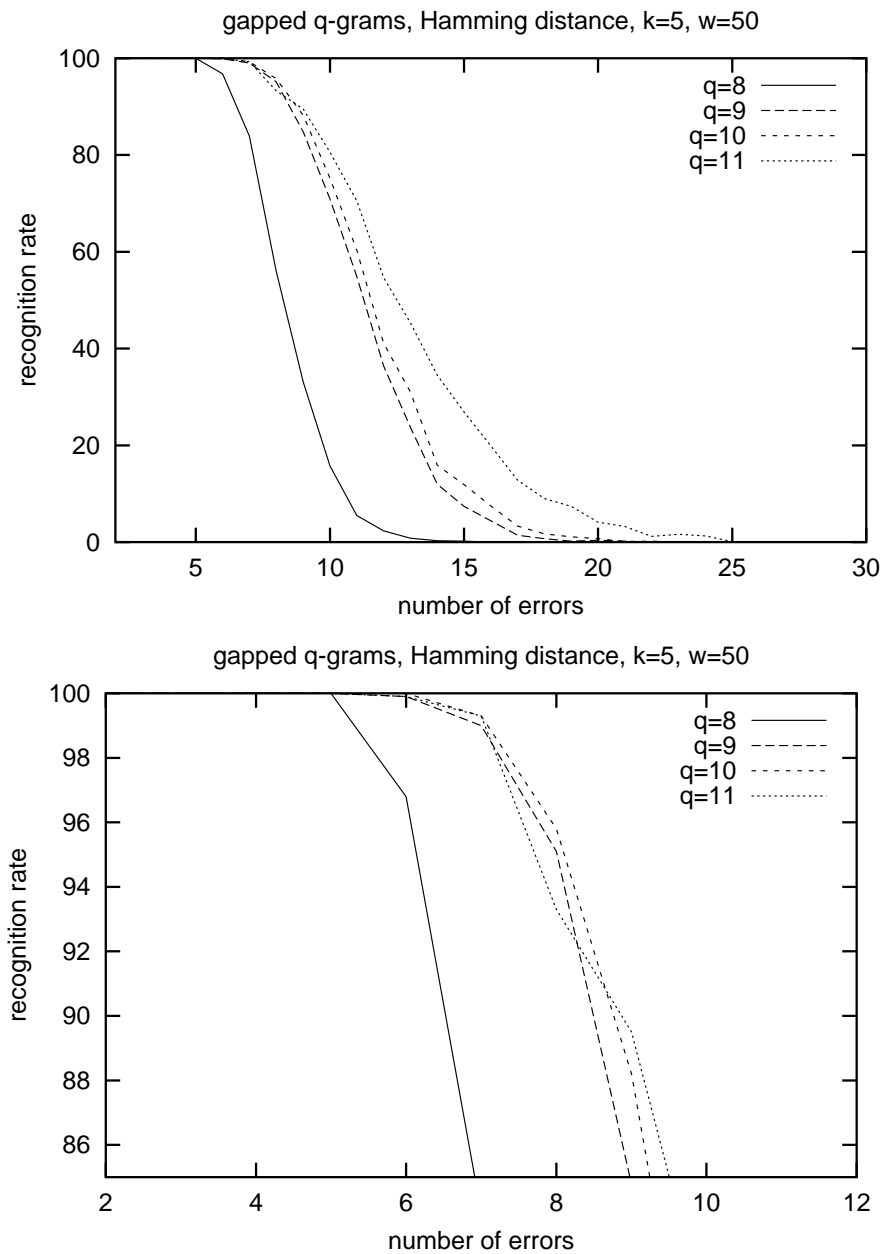 gapped q-grams, Hamming distance, k=5, w=50
100
80
60
40
20
0
recognition rate
q=8
q=9
q=10
q=11
5 10 15 20 25 30
number of errors
gapped q-grams, Hamming distance, k=5, w=50
100
98
96
94
92
90
88
86
recognition rate
q=8
q=9
q=10
q=11
2 4 6 8 10 12
number of errors